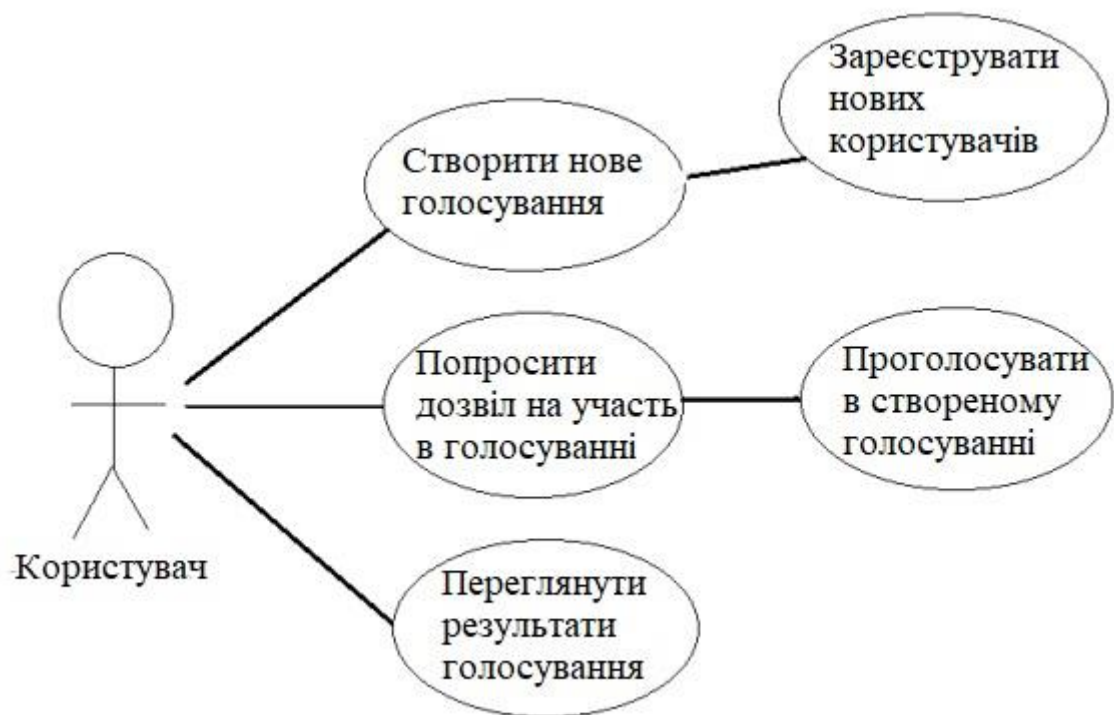 Зареєструвати
нових
користувачів
Створити нове
голосування
Попросити
дозвіл на участь
в голосуванні
Проголосувати
в створеному
голосуванні
Користувач
Переглянути
результати
голосування